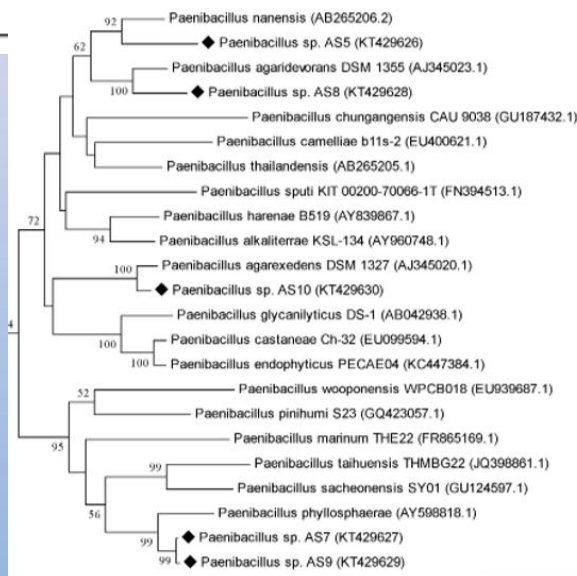 92
Paenibacillus nanensis (AB265206.2)
Paenibacillus sp. AS5 (KT429626)
62
Paenibacillus agaridevorans DSM 1355 (AJ345023.1)
100
Paenibacillus sp. AS8 (KT429628)
Paenibacillus chungangensis CAU 9038 (GU187432.1)
Paenibacillus camelliae b11s-2 (EU400621.1)
Paenibacillus thailandensis (AB265205.1)
Paenibacillus sputi KIT 00200-70066-1T (FN394513.1)
72
Paenibacillus harenae B519 (AY839867.1)
94
Paenibacillus alkaliterrae KSL-134 (AY960748.1)
100
Paenibacillus agarexedens DSM 1327 (AJ345020.1)
Paenibacillus sp. AS10 (KT429630)
Paenibacillus glycanilyticus DS-1 (AB042938.1)
4
100
Paenibacillus castaneae Ch-32 (EU099594.1)
100
Paenibacillus endophyticus PECAE04 (KC447384.1)
52
Paenibacillus wooponensis WPCB018 (EU939687.1)
Paenibacillus pinihumi S23 (GQ423057.1)
95
Paenibacillus marinum THE22 (FR865169.1)
99
Paenibacillus taihuensis THMBG22 (JQ398861.1)
Paenibacillus sacheonensis SY01 (GU124597.1)
56
Paenibacillus phyllosphaerae (AY598818.1)
99
Paenibacillus sp. AS7 (KT429627)
99
Paenibacillus sp. AS9 (KT429629)